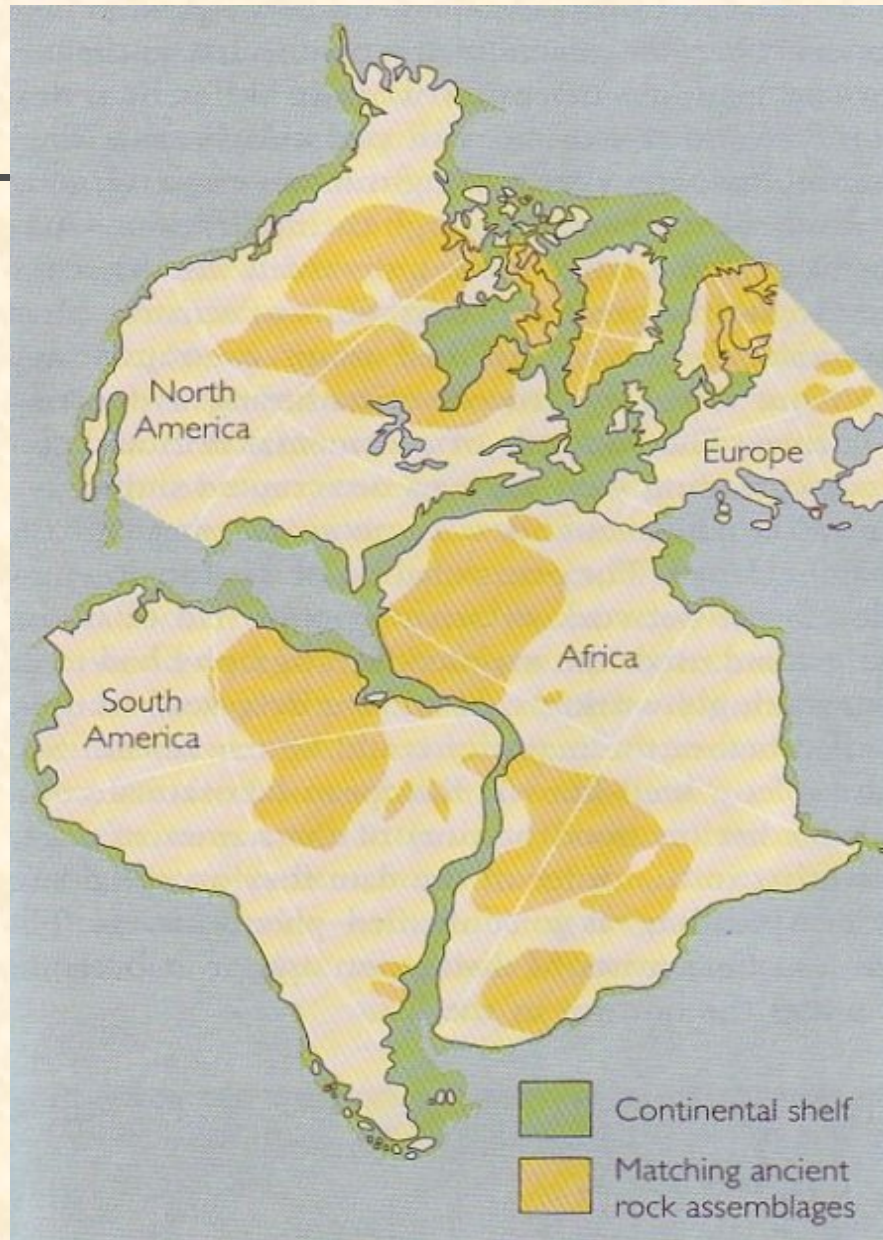 North
America
Europe
Africa
South
America
Continental shelf
Matching ancient
rock assemblages